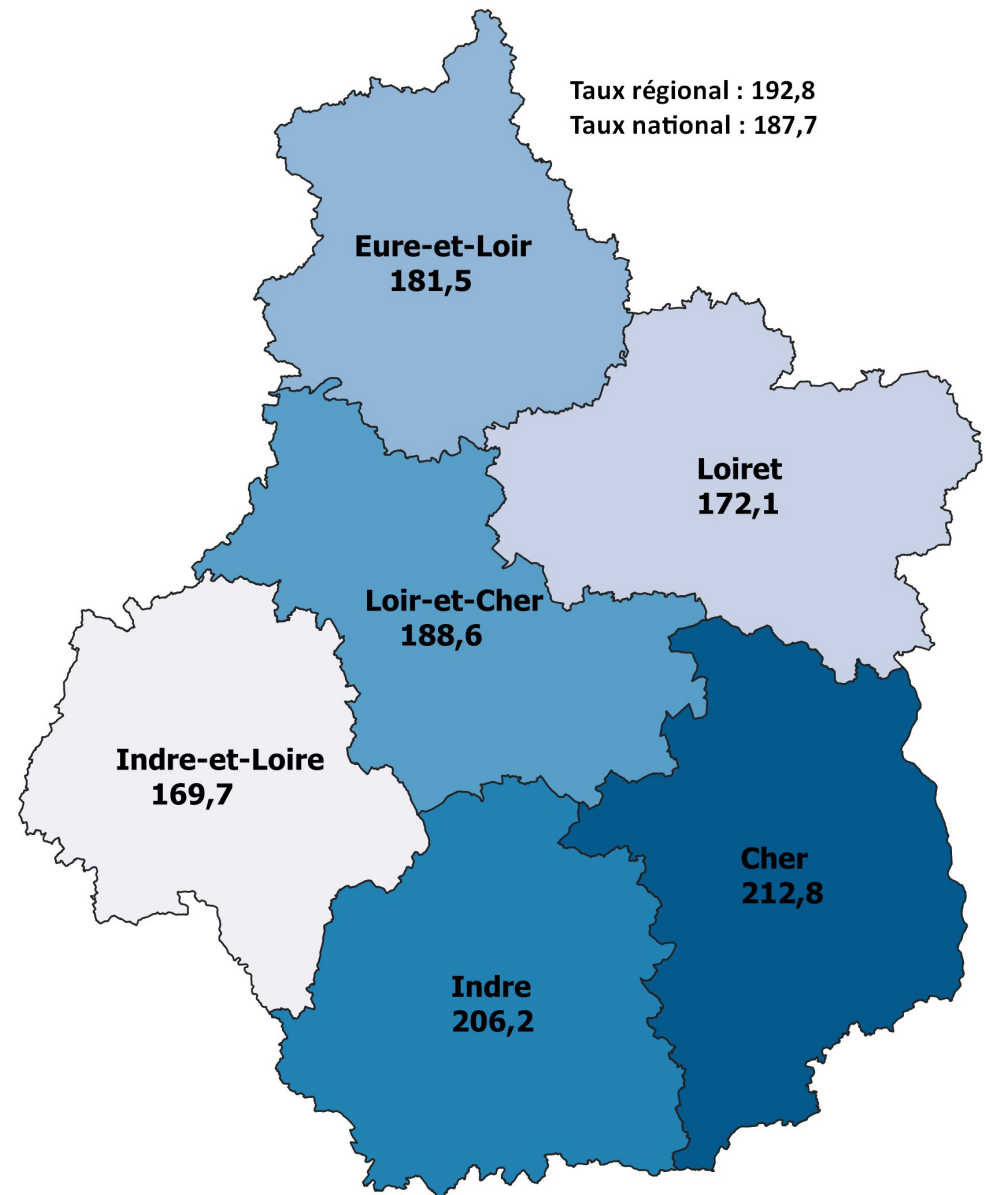 Taux régional : 192,8
Taux national : 187,7
Eure-et-Loir
181,5
Loiret
172,1
Loir-et-Cher
188,6
Indre-et-Loire
169,7
Cher
212,8
Indre
206,2